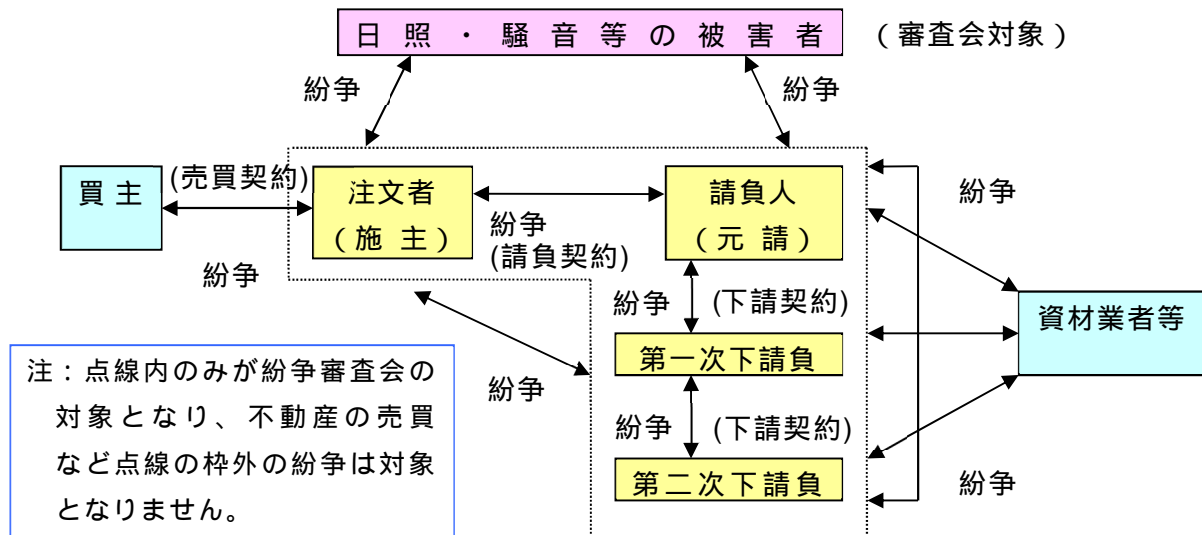 日照・騒音等の被害者 （審査会対象）
紛争 紛争
買主 (売買契約) 注文者 請負人 紛争
（施主） 紛争 （元請）
(請負契約)
紛争 紛争 (下請契約) 資材業者等
第一次下請負
注：点線内のみが紛争審査会の 紛争
対象となり、不動産の売買 紛争 (下請契約)
など点線の枠外の紛争は対象
となりません。 第二次下請負 紛争